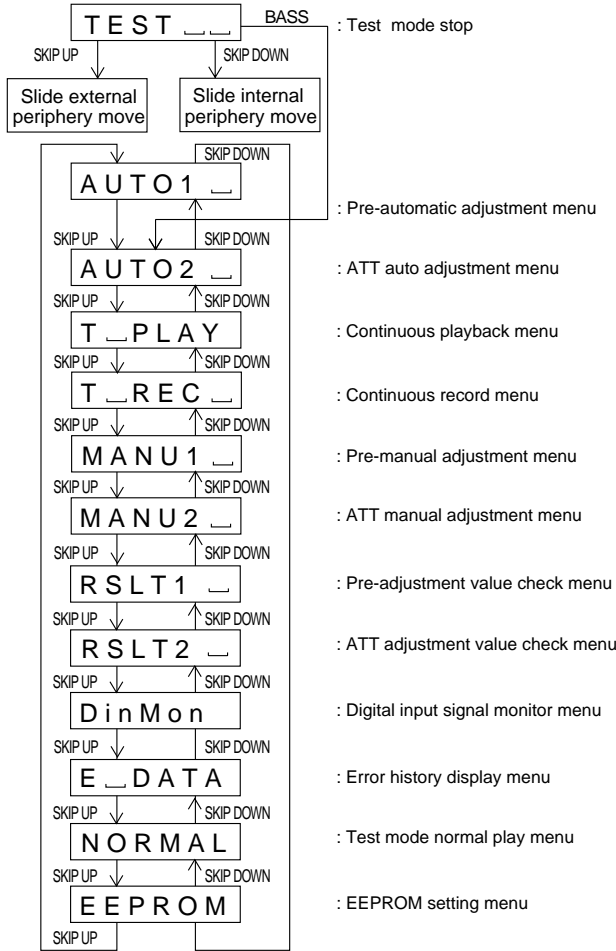 TEST ⎵⎵ BASS : Test mode stop
SKIP UP SKIP DOWN
Slide external periphery move
Slide internal periphery move
SKIP DOWN
AUTO1 ⎵
: Pre-automatic adjustment menu
SKIP UP SKIP DOWN
AUTO2 ⎵ : ATT auto adjustment menu
SKIP UP SKIP DOWN
T⎵PLAY : Continuous playback menu
SKIP UP SKIP DOWN
T⎵REC⎵ : Continuous record menu
SKIP UP SKIP DOWN
MANU1 ⎵ : Pre-manual adjustment menu
SKIP UP SKIP DOWN
MANU2 ⎵ : ATT manual adjustment menu
SKIP UP SKIP DOWN
RSLT1 ⎵ : Pre-adjustment value check menu
SKIP UP SKIP DOWN
RSLT2 ⎵ : ATT adjustment value check menu
SKIP UP SKIP DOWN
DinMon : Digital input signal monitor menu
SKIP UP SKIP DOWN
E⎵DATA : Error history display menu
SKIP UP SKIP DOWN
NORMAL : Test mode normal play menu
SKIP UP SKIP DOWN
EEPROM : EEPROM setting menu
SKIP UP